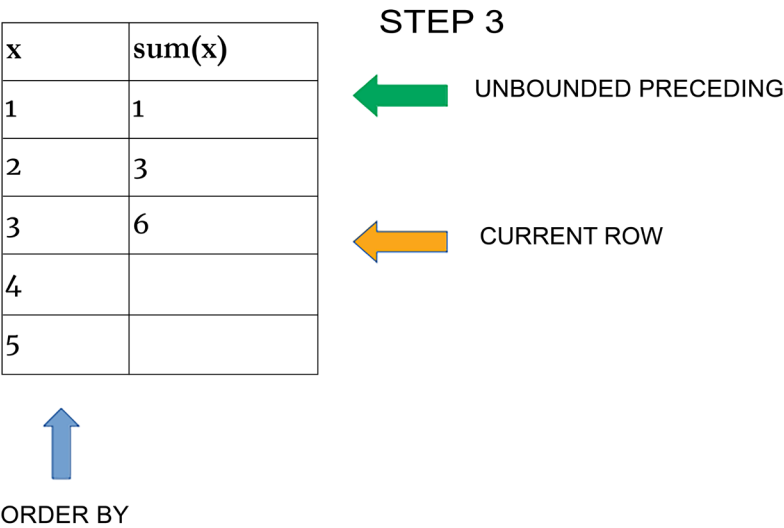 STEP 3
x sum(x)
UNBOUNDED PRECEDING
1 1
2 3
3 6
CURRENT ROW
4
5
ORDER BY